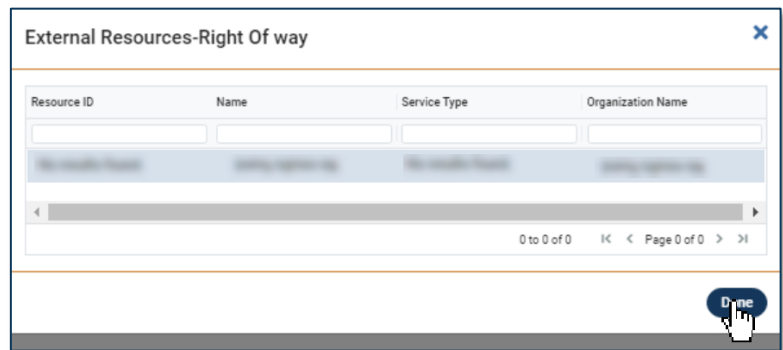 External Resources-Right Of way
Resource ID Name Service Type Organization Name
0 to 0 of 0 Page 0 of 0
Done